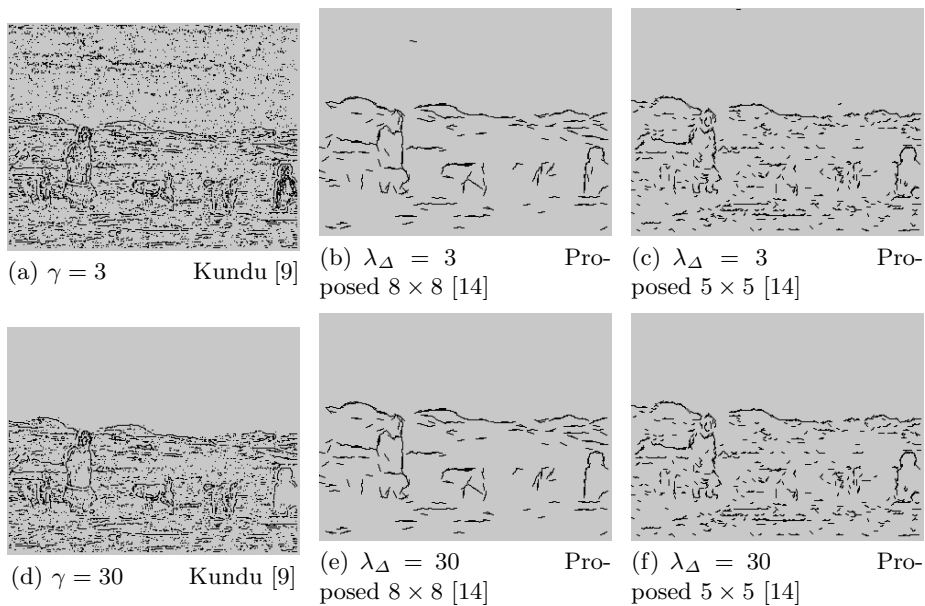 (a) γ = 3 Kundu [9]
(b) λ_Δ = 3 Pro-
posed 8 × 8 [14]
(c) λ_Δ = 3 Pro-
posed 5 × 5 [14]
(d) γ = 30 Kundu [9]
(e) λ_Δ = 30 Pro-
posed 8 × 8 [14]
(f) λ_Δ = 30 Pro-
posed 5 × 5 [14]